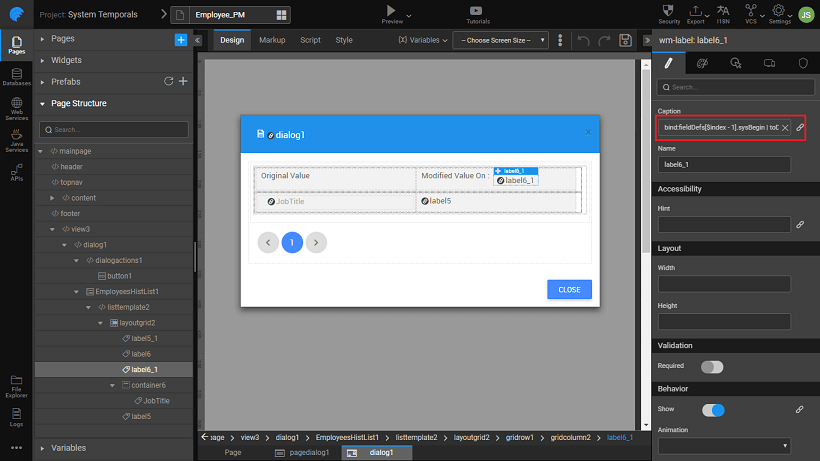 Project: System Temporals
Employee_PM
Preview
Tutorials
Security
Export
I18N
VCS
Settings
JS
Pages
Databases
Web
Services
Java
Services
APIs
File
Explorer
Logs
Pages
Widgets
Prefabs
Page Structure
Search...
mainpage
header
topnav
content
footer
view3
dialog1
dialogactions1
button1
EmployeesHistList1
listtemplate2
layoutgrid2
label5_1
label6
label6_1
container6
JobTitle
label5
Variables
Design
Markup
Script
Style
{X} Variables
-- Choose Screen Size --
dialog1
Original Value
Modified Value On :
label6_1
label6_1
JobTitle
label5
1
CLOSE
page
view3
dialog1
EmployeesHistList1
listtemplate2
layoutgrid2
gridrow1
gridcolumn2
label6_1
Page
pagedialog1
dialog1
wm-label: label6_1
Search...
Caption
bind:fieldDefs[$index - 1].sysBegin | toD
Name
label6_1
Accessibility
Hint
Layout
Width
Height
Validation
Required
Behavior
Show
Animation